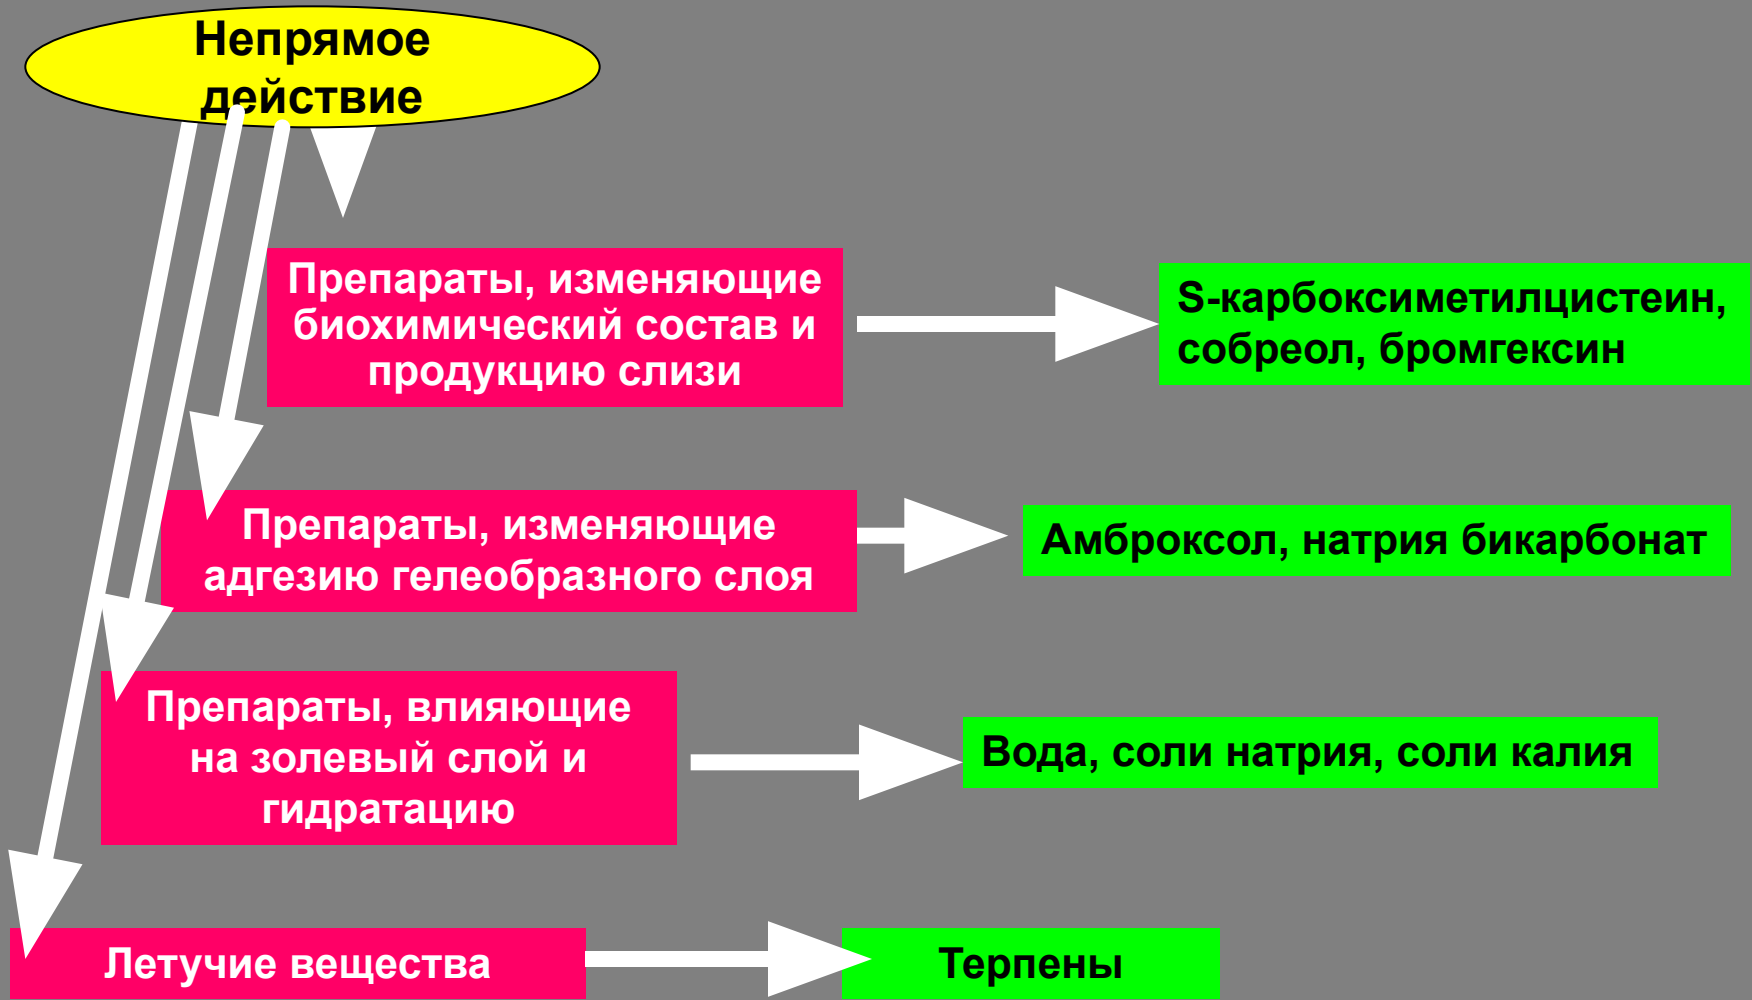 Непрямое
действие
Препараты, изменяющие
биохимический состав и
продукцию слизи
S-карбоксиметилцистеин,
собреол, бромгексин
Препараты, изменяющие
адгезию гелеобразного слоя
Амброксол, натрия бикарбонат
Препараты, влияющие
на золевый слой и
гидратацию
Вода, соли натрия, соли калия
Летучие вещества
Терпены